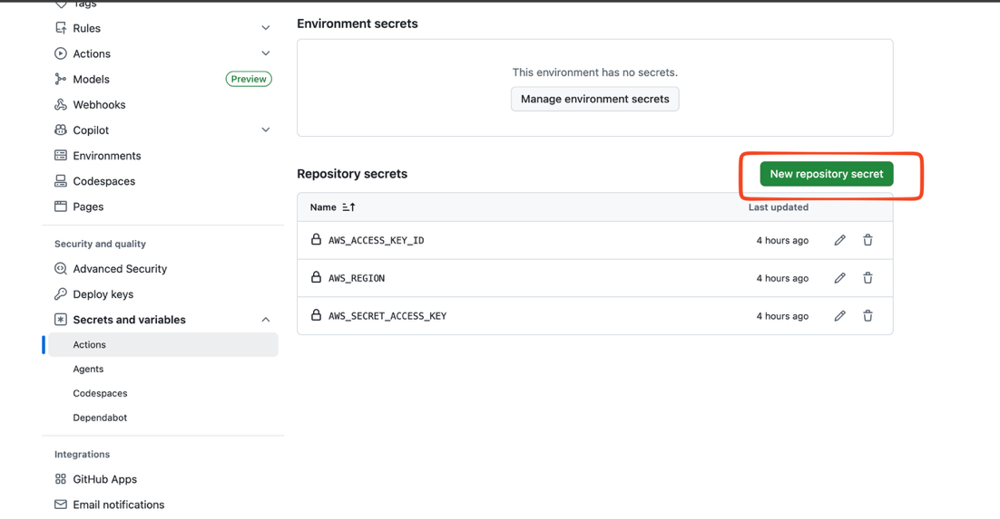 Tags
Rules
Actions
Models Preview
Webhooks
Copilot
Environments
Codespaces
Pages
Security and quality
Advanced Security
Deploy keys
Secrets and variables
Actions
Agents
Codespaces
Dependabot
Integrations
GitHub Apps
Email notifications
Environment secrets
This environment has no secrets.
Manage environment secrets
Repository secrets
New repository secret
Name Last updated
AWS_ACCESS_KEY_ID 4 hours ago
AWS_REGION 4 hours ago
AWS_SECRET_ACCESS_KEY 4 hours ago